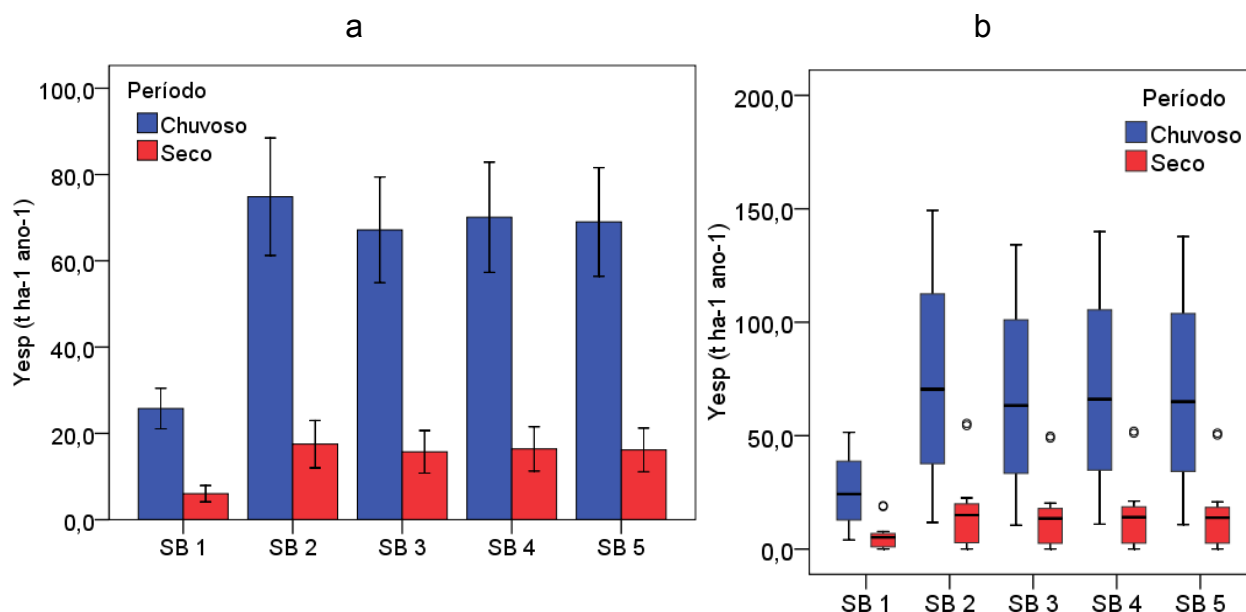 a
Período
Chuvoso
Seco
Yesp (t ha-1 ano-1)
100,0
80,0
60,0
40,0
20,0
0,0
SB 1 SB 2 SB 3 SB 4 SB 5
b
Período
Chuvoso
Seco
Yesp (t ha-1 ano-1)
200,0
150,0
100,0
50,0
0,0
SB 1 SB 2 SB 3 SB 4 SB 5